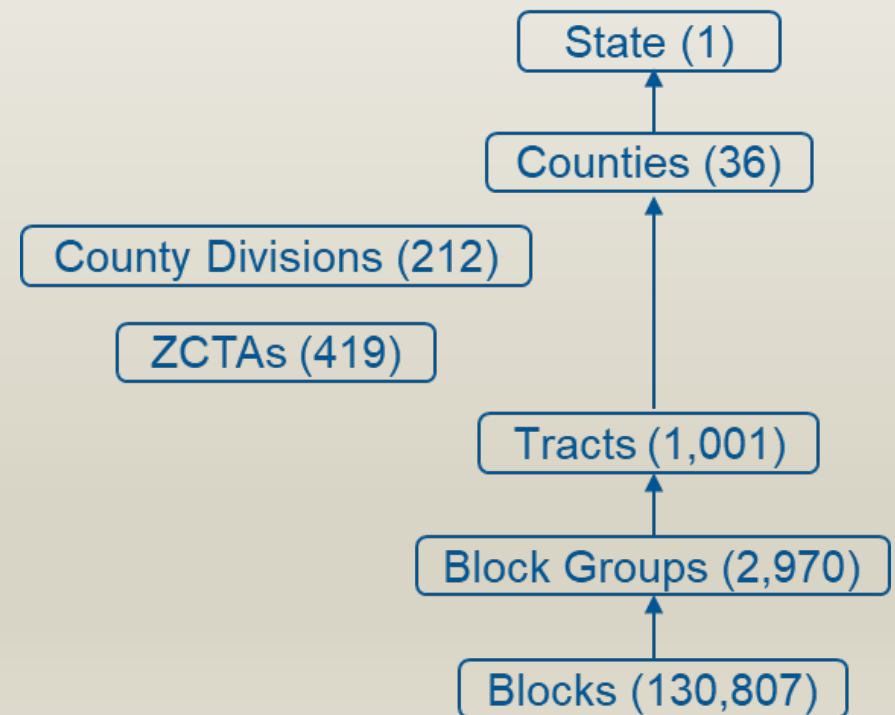 State (1)
Counties (36)
County Divisions (212)
ZCTAs (419)
Tracts (1,001)
Block Groups (2,970)
Blocks (130,807)